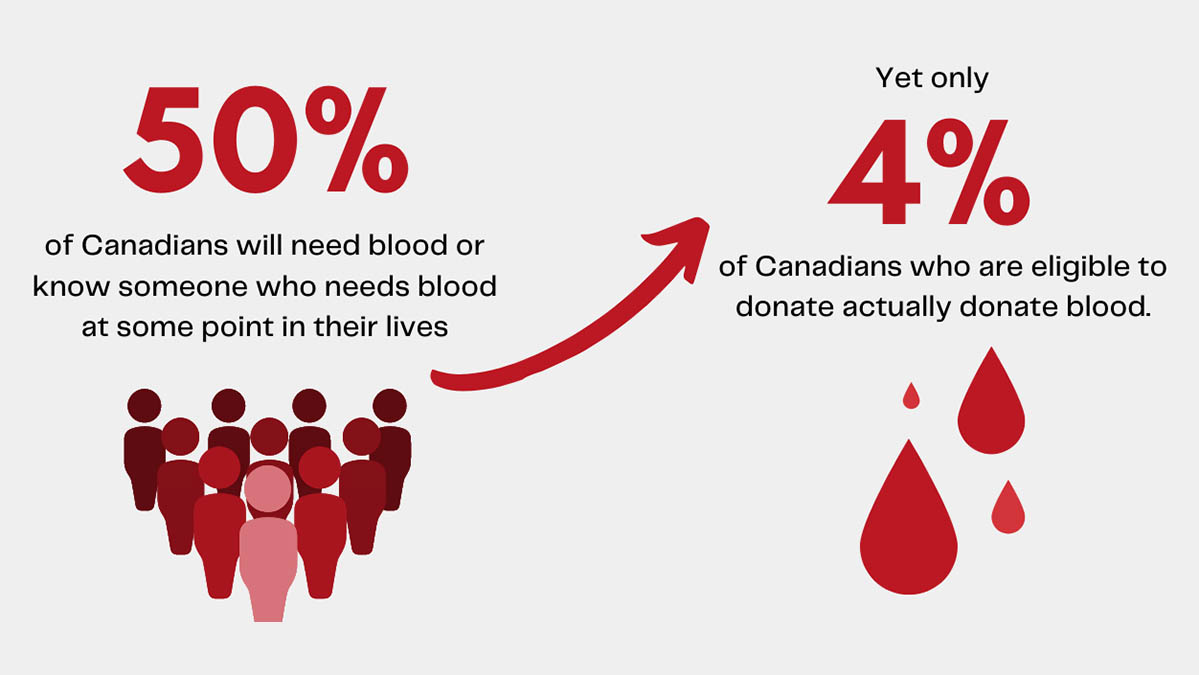 50%
of Canadians will need blood or
know someone who needs blood
at some point in their lives
Yet only
4%
of Canadians who are eligible to
donate actually donate blood.